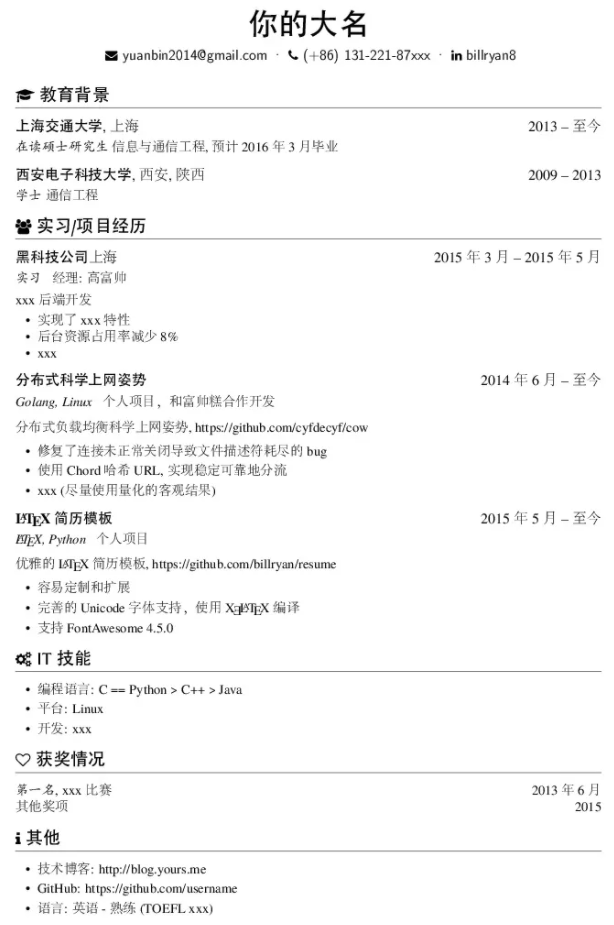 你的大名
yuanbin2014@gmail.com · (+86) 131-221-87xxx · billryan8
教育背景
上海交通大学, 上海 2013 – 至今
在读硕士研究生 信息与通信工程, 预计 2016 年 3 月毕业
西安电子科技大学, 西安, 陕西 2009 – 2013
学士 通信工程
实习/项目经历
黑科技公司 上海 2015 年 3 月 – 2015 年 5 月
实习 经理: 高富帅
xxx 后端开发
• 实现了 xxx 特性
• 后台资源占用率减少 8%
• xxx
分布式科学上网姿势 2014 年 6 月 – 至今
Golang, Linux 个人项目，和富帅糕合作开发
分布式负载均衡科学上网姿势, https://github.com/cyfdecyf/cow
• 修复了连接未正常关闭导致文件描述符耗尽的 bug
• 使用 Chord 哈希 URL, 实现稳定可靠地分流
• xxx (尽量使用量化的客观结果)
LATEX 简历模板 2015 年 5 月 – 至今
LATEX, Python 个人项目
优雅的 LATEX 简历模板, https://github.com/billryan/resume
• 容易定制和扩展
• 完善的 Unicode 字体支持，使用 XƎLATEX 编译
• 支持 FontAwesome 4.5.0
IT 技能
• 编程语言: C == Python > C++ > Java
• 平台: Linux
• 开发: xxx
获奖情况
第一名, xxx 比赛 2013 年 6 月
其他奖项 2015
其他
• 技术博客: http://blog.yours.me
• GitHub: https://github.com/username
• 语言: 英语 - 熟练 (TOEFL xxx)